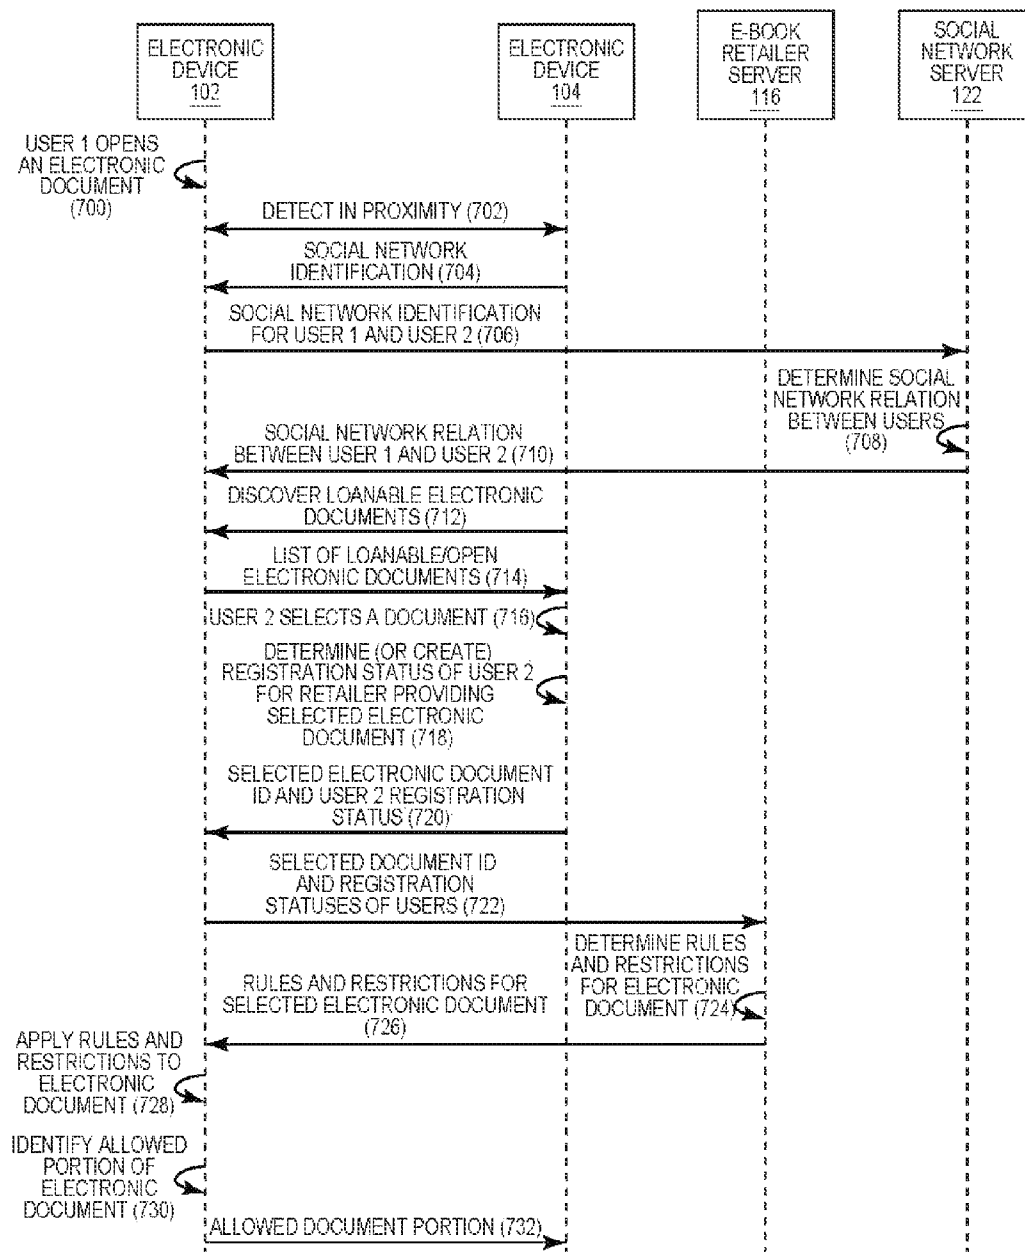 ELECTRONIC
DEVICE
102
ELECTRONIC
DEVICE
104
E-BOOK
RETAILER
SERVER
116
SOCIAL
NETWORK
SERVER
122
USER 1 OPENS
AN ELECTRONIC
DOCUMENT
(700)
DETECT IN PROXIMITY (702)
SOCIAL NETWORK
IDENTIFICATION (704)
SOCIAL NETWORK IDENTIFICATION
FOR USER 1 AND USER 2 (706)
DETERMINE SOCIAL
NETWORK RELATION
BETWEEN USERS
(708)
SOCIAL NETWORK RELATION
BETWEEN USER 1 AND USER 2 (710)
DISCOVER LOANABLE ELECTRONIC
DOCUMENTS (712)
LIST OF LOANABLE/OPEN
ELECTRONIC DOCUMENTS (714)
USER 2 SELECTS A DOCUMENT (716)
DETERMINE (OR CREATE)
REGISTRATION STATUS OF USER 2
FOR RETAILER PROVIDING
SELECTED ELECTRONIC
DOCUMENT (718)
SELECTED ELECTRONIC DOCUMENT
ID AND USER 2 REGISTRATION
STATUS (720)
SELECTED DOCUMENT ID
AND REGISTRATION
STATUSES OF USERS (722)
DETERMINE RULES
AND RESTRICTIONS
FOR ELECTRONIC
DOCUMENT (724)
RULES AND RESTRICTIONS FOR
SELECTED ELECTRONIC DOCUMENT
(726)
APPLY RULES AND
RESTRICTIONS TO
ELECTRONIC
DOCUMENT (728)
IDENTIFY ALLOWED
PORTION OF
ELECTRONIC
DOCUMENT (730)
ALLOWED DOCUMENT PORTION (732)